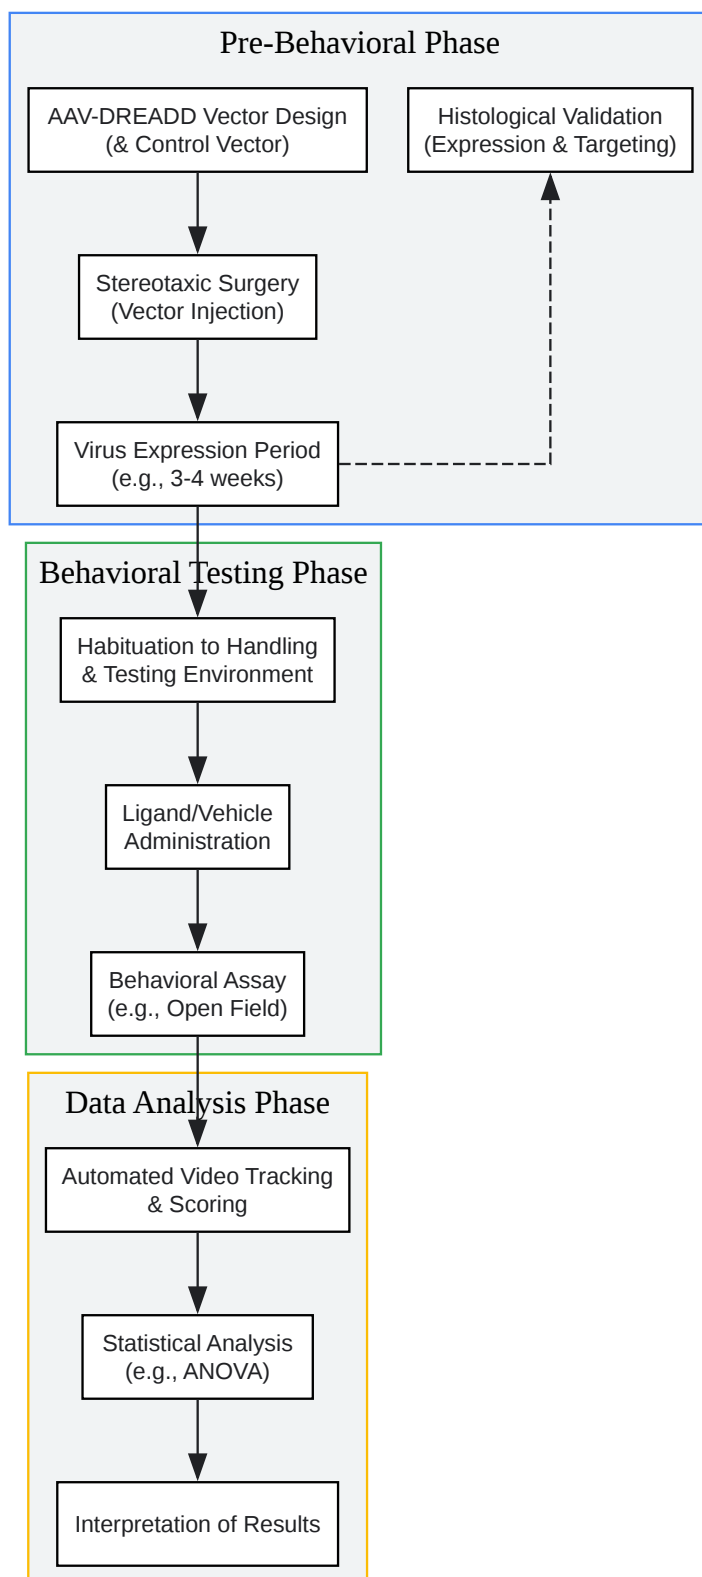 Pre-Behavioral Phase
AAV-DREADD Vector Design
(& Control Vector)
Histological Validation
(Expression & Targeting)
Stereotaxic Surgery
(Vector Injection)
Virus Expression Period
(e.g., 3-4 weeks)
Behavioral Testing Phase
Habituation to Handling
& Testing Environment
Ligand/Vehicle
Administration
Behavioral Assay
(e.g., Open Field)
Data Analysis Phase
Automated Video Tracking
& Scoring
Statistical Analysis
(e.g., ANOVA)
Interpretation of Results